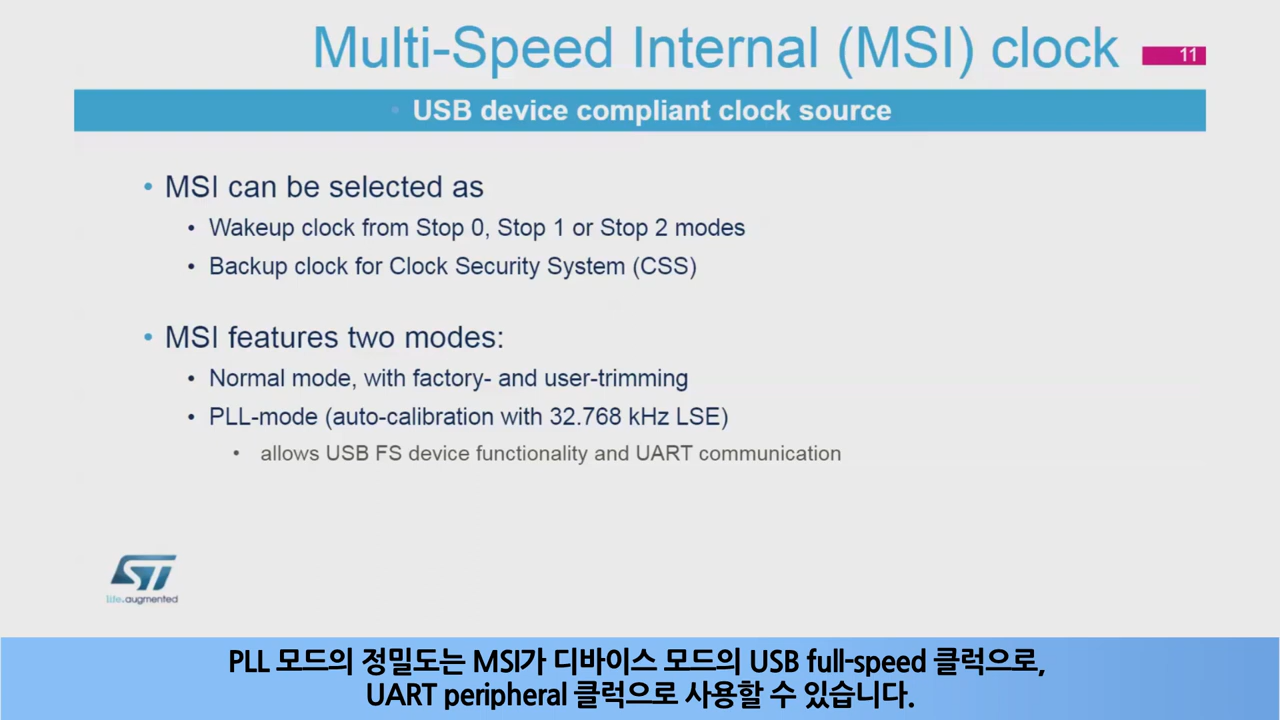 Multi-Speed Internal (MSI) clock
11
• USB device compliant clock source
• MSI can be selected as
• Wakeup clock from Stop 0, Stop 1 or Stop 2 modes
• Backup clock for Clock Security System (CSS)
• MSI features two modes:
• Normal mode, with factory- and user-trimming
• PLL-mode (auto-calibration with 32.768 kHz LSE)
• allows USB FS device functionality and UART communication
ST
life.augmented
PLL 모드의 정밀도는 MSI가 디바이스 모드의 USB full-speed 클럭으로,
UART peripheral 클럭으로 사용할 수 있습니다.